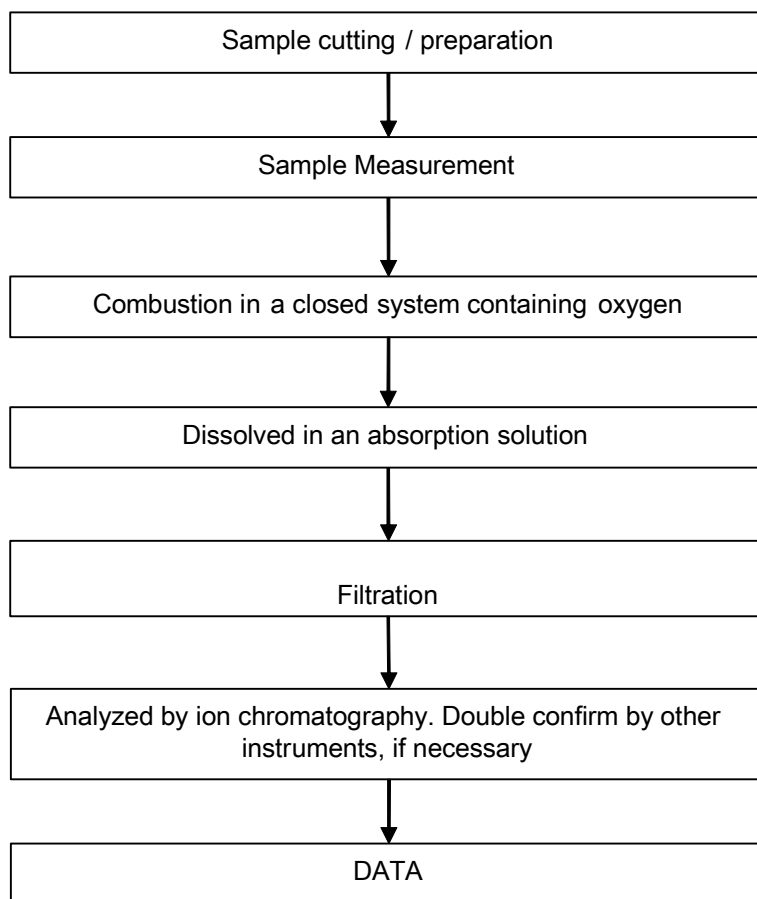 Sample cutting / preparation
Sample Measurement
Combustion in a closed system containing oxygen
Dissolved in an absorption solution
Filtration
Analyzed by ion chromatography. Double confirm by other
instruments, if necessary
DATA